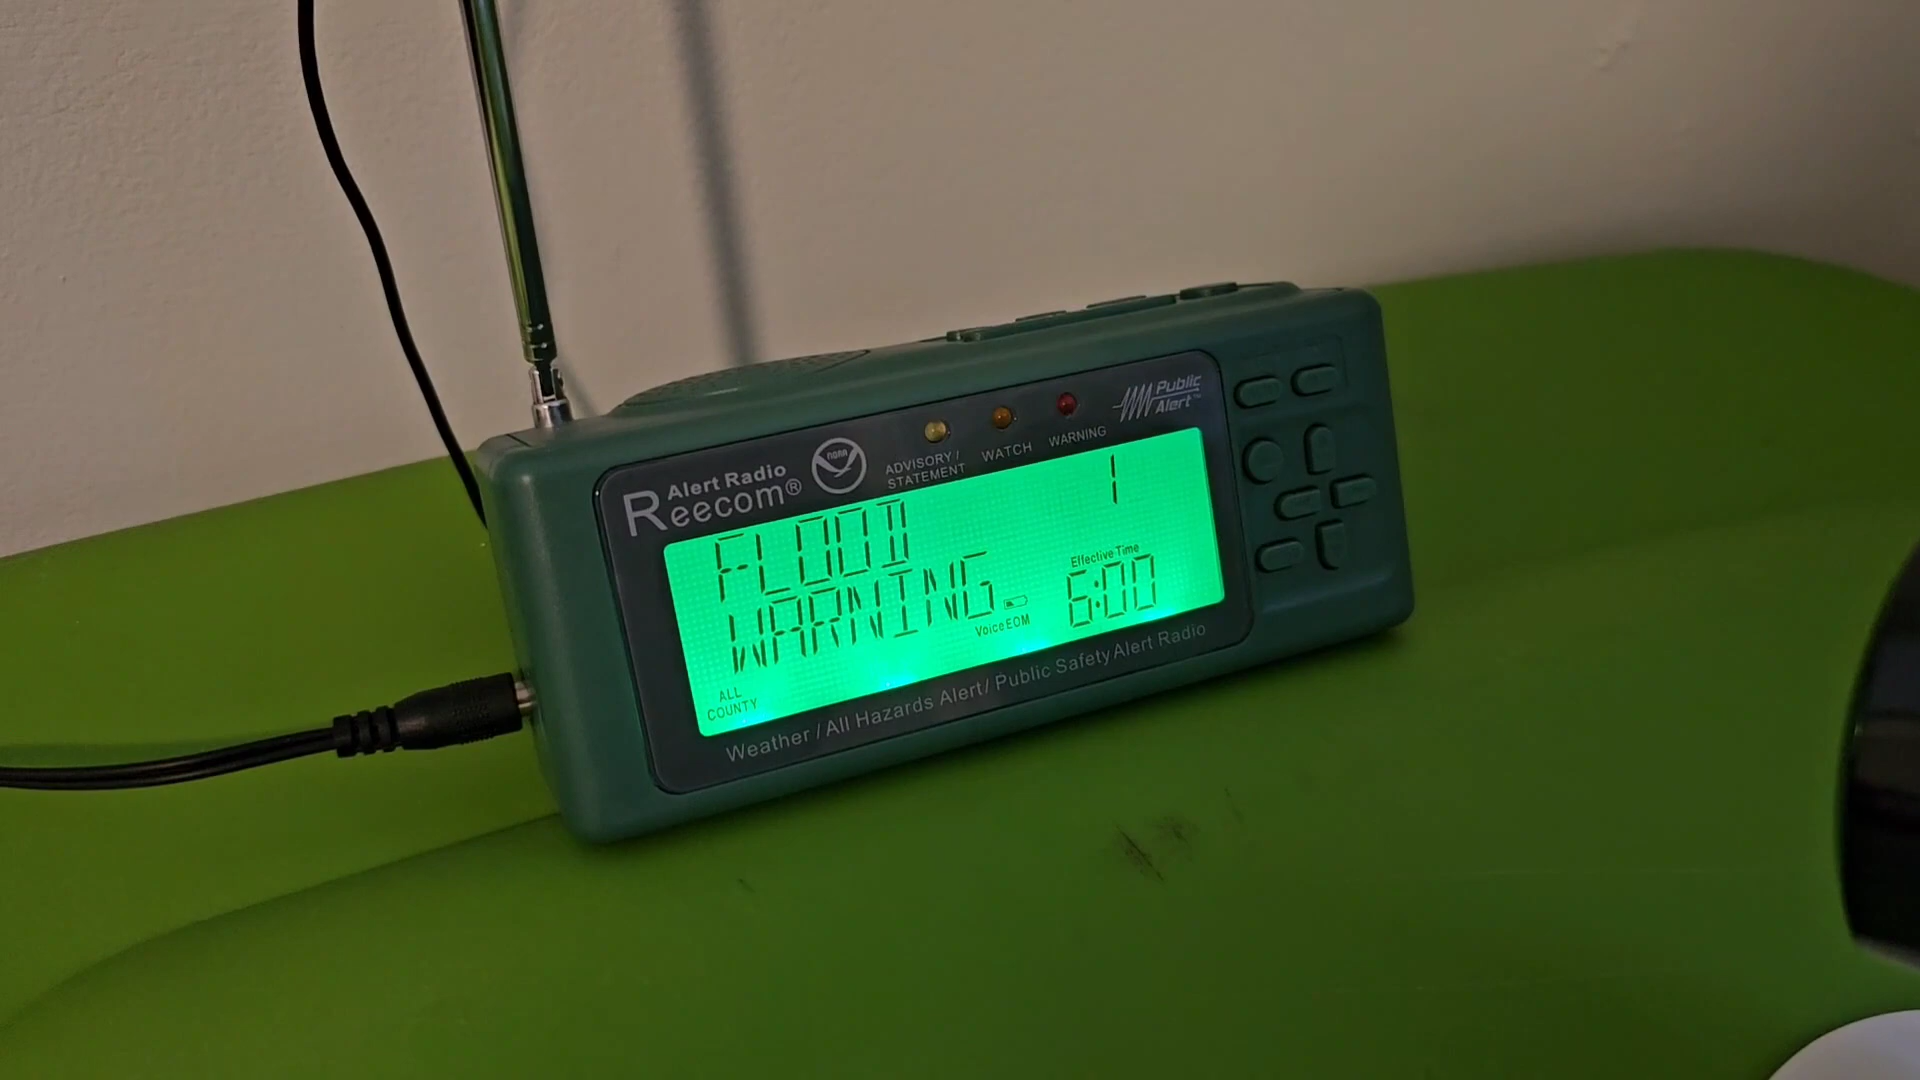 Alert Radio
Reecom®
NOAA
ADVISORY /
STATEMENT
WATCH
WARNING
Public
Alert™
FLOOD
1
WARNING
Effective Time
6:00
Voice EOM
ALL
COUNTY
Weather / All Hazards Alert / Public Safety Alert Radio